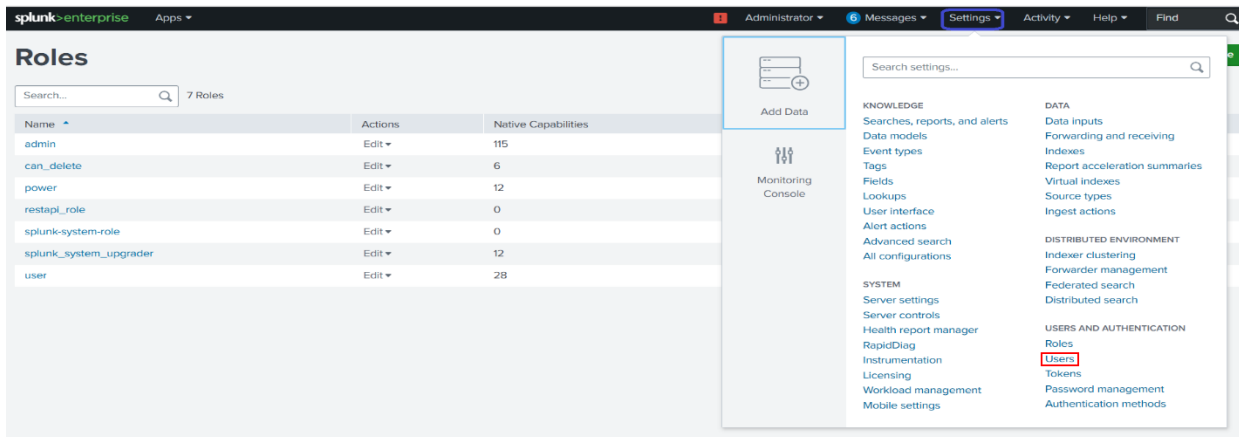 splunk>enterprise Apps
! Administrator 6 Messages Settings Activity Help Find
Roles
Search... 7 Roles
Name Actions Native Capabilities
admin Edit 115
can_delete Edit 6
power Edit 12
restapi_role Edit 0
splunk-system-role Edit 0
splunk_system_upgrader Edit 12
user Edit 28
Add Data
Monitoring
Console
Search settings...
KNOWLEDGE
Searches, reports, and alerts
Data models
Event types
Tags
Fields
Lookups
User interface
Alert actions
Advanced search
All configurations
SYSTEM
Server settings
Server controls
Health report manager
RapidDiag
Instrumentation
Licensing
Workload management
Mobile settings
DATA
Data inputs
Forwarding and receiving
Indexes
Report acceleration summaries
Virtual indexes
Source types
Ingest actions
DISTRIBUTED ENVIRONMENT
Indexer clustering
Forwarder management
Federated search
Distributed search
USERS AND AUTHENTICATION
Roles
Users
Tokens
Password management
Authentication methods